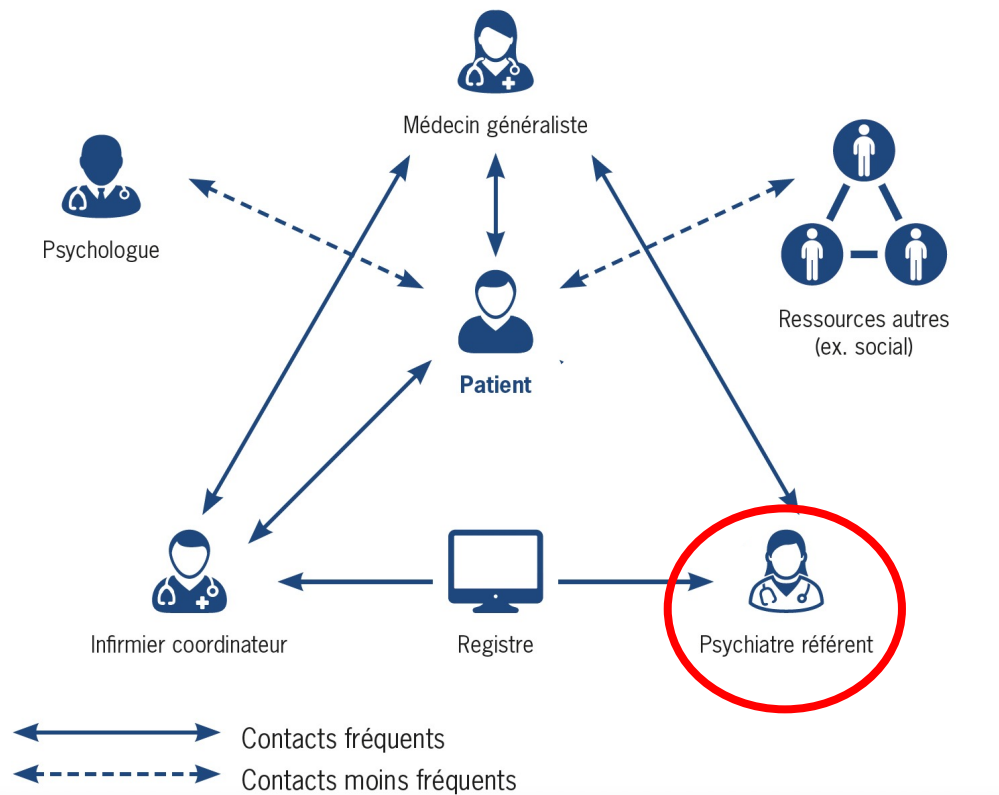 Médecin généraliste
Psychologue
Ressources autres
(ex. social)
Patient
Infirmier coordinateur
Registre
Psychiatre référent
Contacts fréquents
Contacts moins fréquents